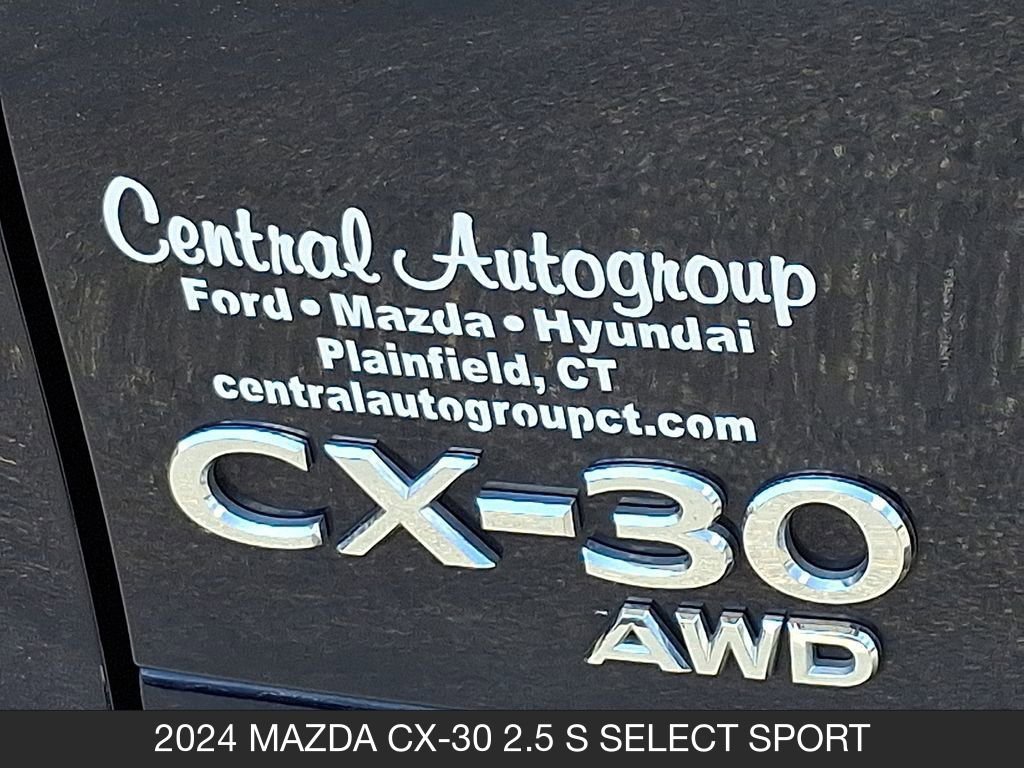 Central Autogroup
Ford • Mazda • Hyundai
Plainfield, CT
centralautogroupct.com
CX-30
AWD
2024 MAZDA CX-30 2.5 S SELECT SPORT